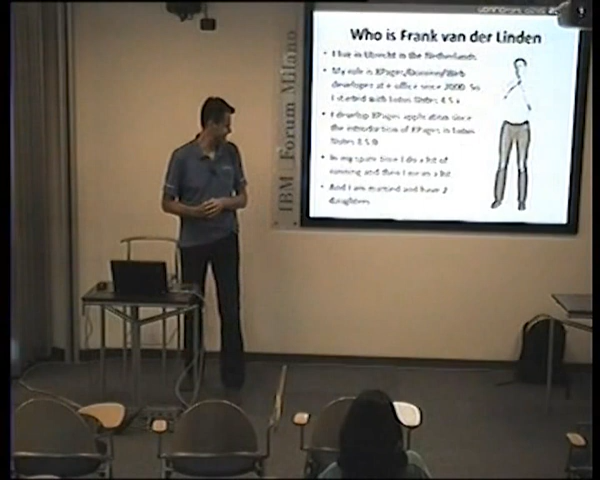 Who is Frank van der Linden
I live in Utrecht in the Netherlands
My role is XPages/Domino/Web
developer at e-office since 2000. So
I started with Lotus Notes 4.5.x
I develop XPages application since
the introduction of XPages in Lotus
Notes 8.5.0
In my spare time I do a lot of
running and then I mean a lot
And I am married and have 2
daughters
IBM Forum Milano